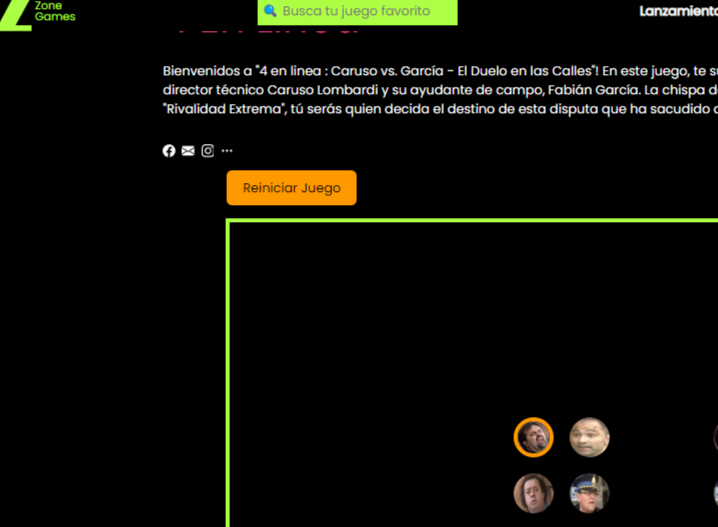 Zone
Games
Busca tu juego favorito
Lanzamiento
Bienvenidos a "4 en linea : Caruso vs. García - El Duelo en las Calles"! En este juego, te
director técnico Caruso Lombardi y su ayudante de campo, Fabián García. La chispa
"Rivalidad Extrema", tú serás quien decida el destino de esta disputa que ha sacudido
Reiniciar Juego